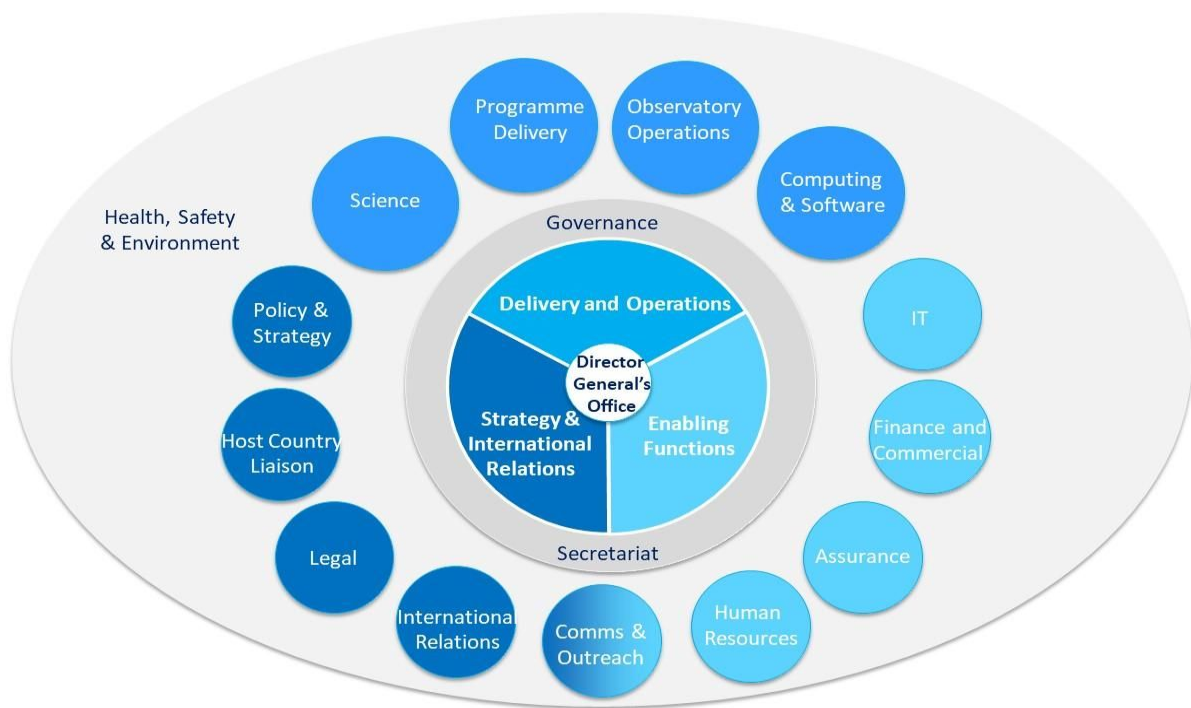 Programme
Delivery
Observatory
Operations
Science
Computing
& Software
Health, Safety
& Environment
Governance
Policy &
Strategy
Delivery and Operations
IT
Director
General's
Office
Strategy &
International
Relations
Enabling
Functions
Host Country
Liaison
Finance and
Commercial
Legal
Secretariat
Assurance
International
Relations
Comms &
Outreach
Human
Resources